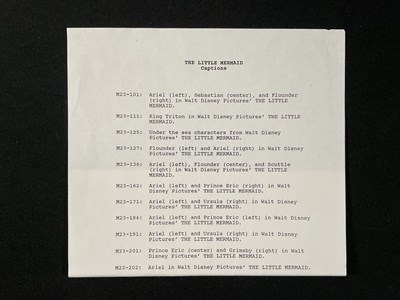 THE LITTLE MERMAID
Captions
M23-101: Ariel (left), Sebastian (center), and Flounder
(right) in Walt Disney Pictures' THE LITTLE
MERMAID.
M23-111: King Triton in Walt Disney Pictures' THE LITTLE
MERMAID.
M23-125: Under the sea characters from Walt Disney
Pictures' THE LITTLE MERMAID.
M23-127: Flounder (left) and Ariel (right) in Walt Disney
Pictures' THE LITTLE MERMAID.
M23-136: Ariel (left), Flounder (center), and Scuttle
(right) in Walt Disney Pictures' THE LITTLE
MERMAID.
M23-162: Ariel (left) and Prince Eric (right) in Walt
Disney Pictures' THE LITTLE MERMAID.
M23-171: Ariel (left) and Ursula (right) in Walt Disney
Pictures' THE LITTLE MERMAID.
M23-184: Ariel (left) and Prince Eric (left) in Walt Disney
Pictures' THE LITTLE MERMAID.
M23-191: Ariel (left) and Ursula (right) in Walt Disney
Pictures' THE LITTLE MERMAID.
M23-201: Prince Eric (center) and Grimsby (right) in Walt
Disney Pictures' THE LITTLE MERMAID.
M23-202: Ariel in Walt Disney Pictures' THE LITTLE MERMAID.